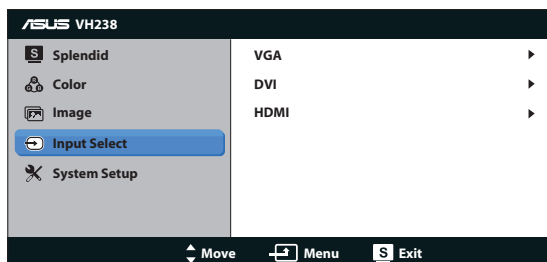 ASUS VH238
S Splendid
Color
Image
Input Select
System Setup
VGA
DVI
HDMI
Move Menu S Exit